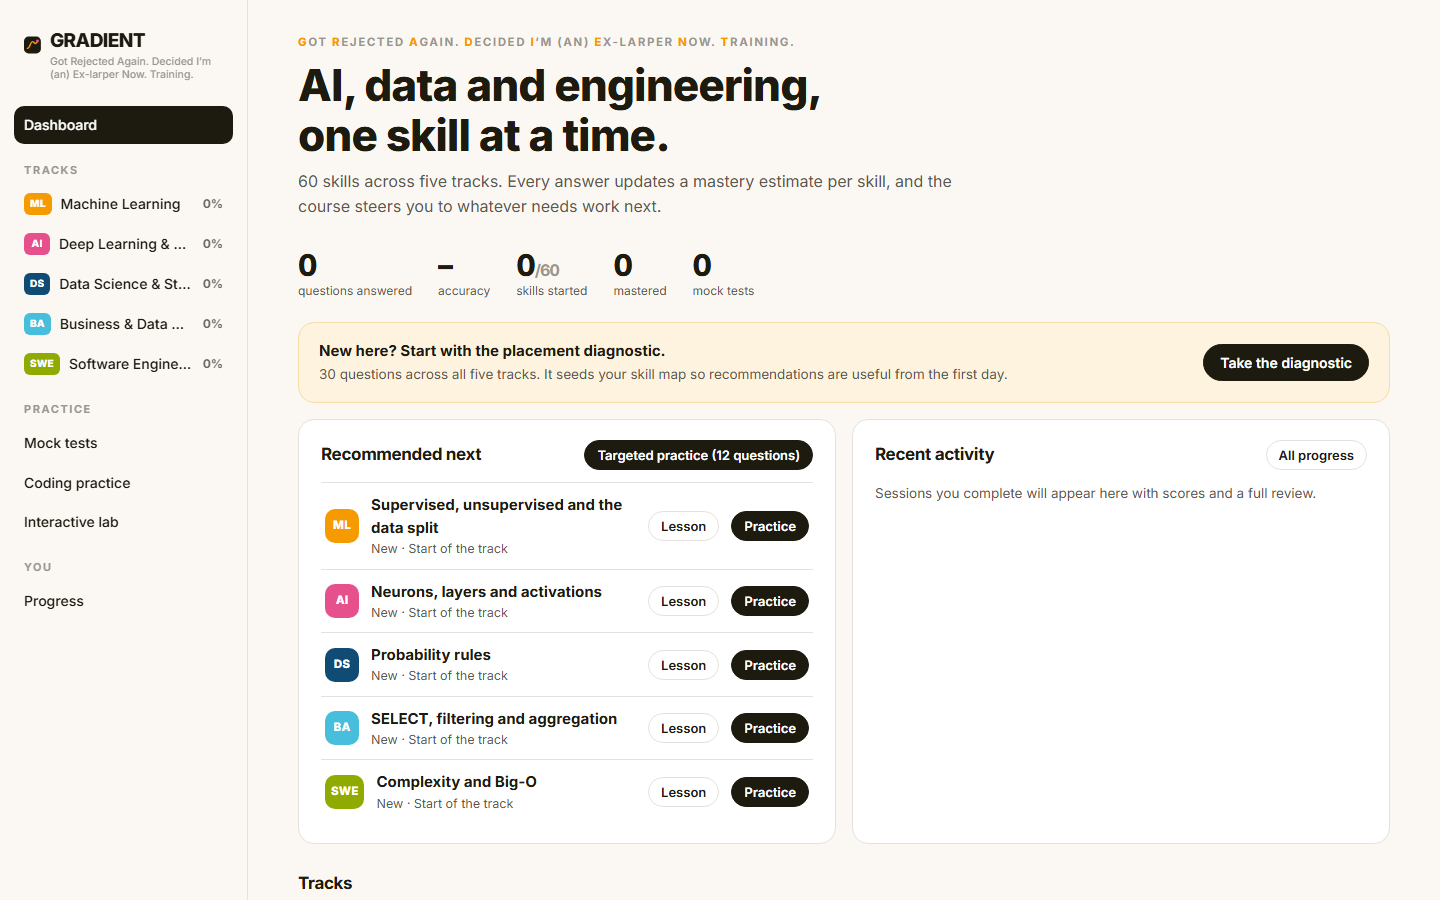 GRADIENT
Got Rejected Again. Decided I'm
(an) Ex-larper Now. Training.
Dashboard
TRACKS
ML Machine Learning 0%
AI Deep Learning & ... 0%
DS Data Science & St... 0%
BA Business & Data ... 0%
SWE Software Engine... 0%
PRACTICE
Mock tests
Coding practice
Interactive lab
YOU
Progress
GOT REJECTED AGAIN. DECIDED I'M (AN) EX-LARPER NOW. TRAINING.
AI, data and engineering,
one skill at a time.
60 skills across five tracks. Every answer updates a mastery estimate per skill, and the
course steers you to whatever needs work next.
0 – 0/60 0 0
questions answered accuracy skills started mastered mock tests
New here? Start with the placement diagnostic.
30 questions across all five tracks. It seeds your skill map so recommendations are useful from the first day.
Take the diagnostic
Recommended next
Targeted practice (12 questions)
ML
Supervised, unsupervised and the
data split
New · Start of the track
Lesson Practice
AI
Neurons, layers and activations
New · Start of the track
Lesson Practice
DS
Probability rules
New · Start of the track
Lesson Practice
BA
SELECT, filtering and aggregation
New · Start of the track
Lesson Practice
SWE
Complexity and Big-O
New · Start of the track
Lesson Practice
Recent activity
All progress
Sessions you complete will appear here with scores and a full review.
Tracks